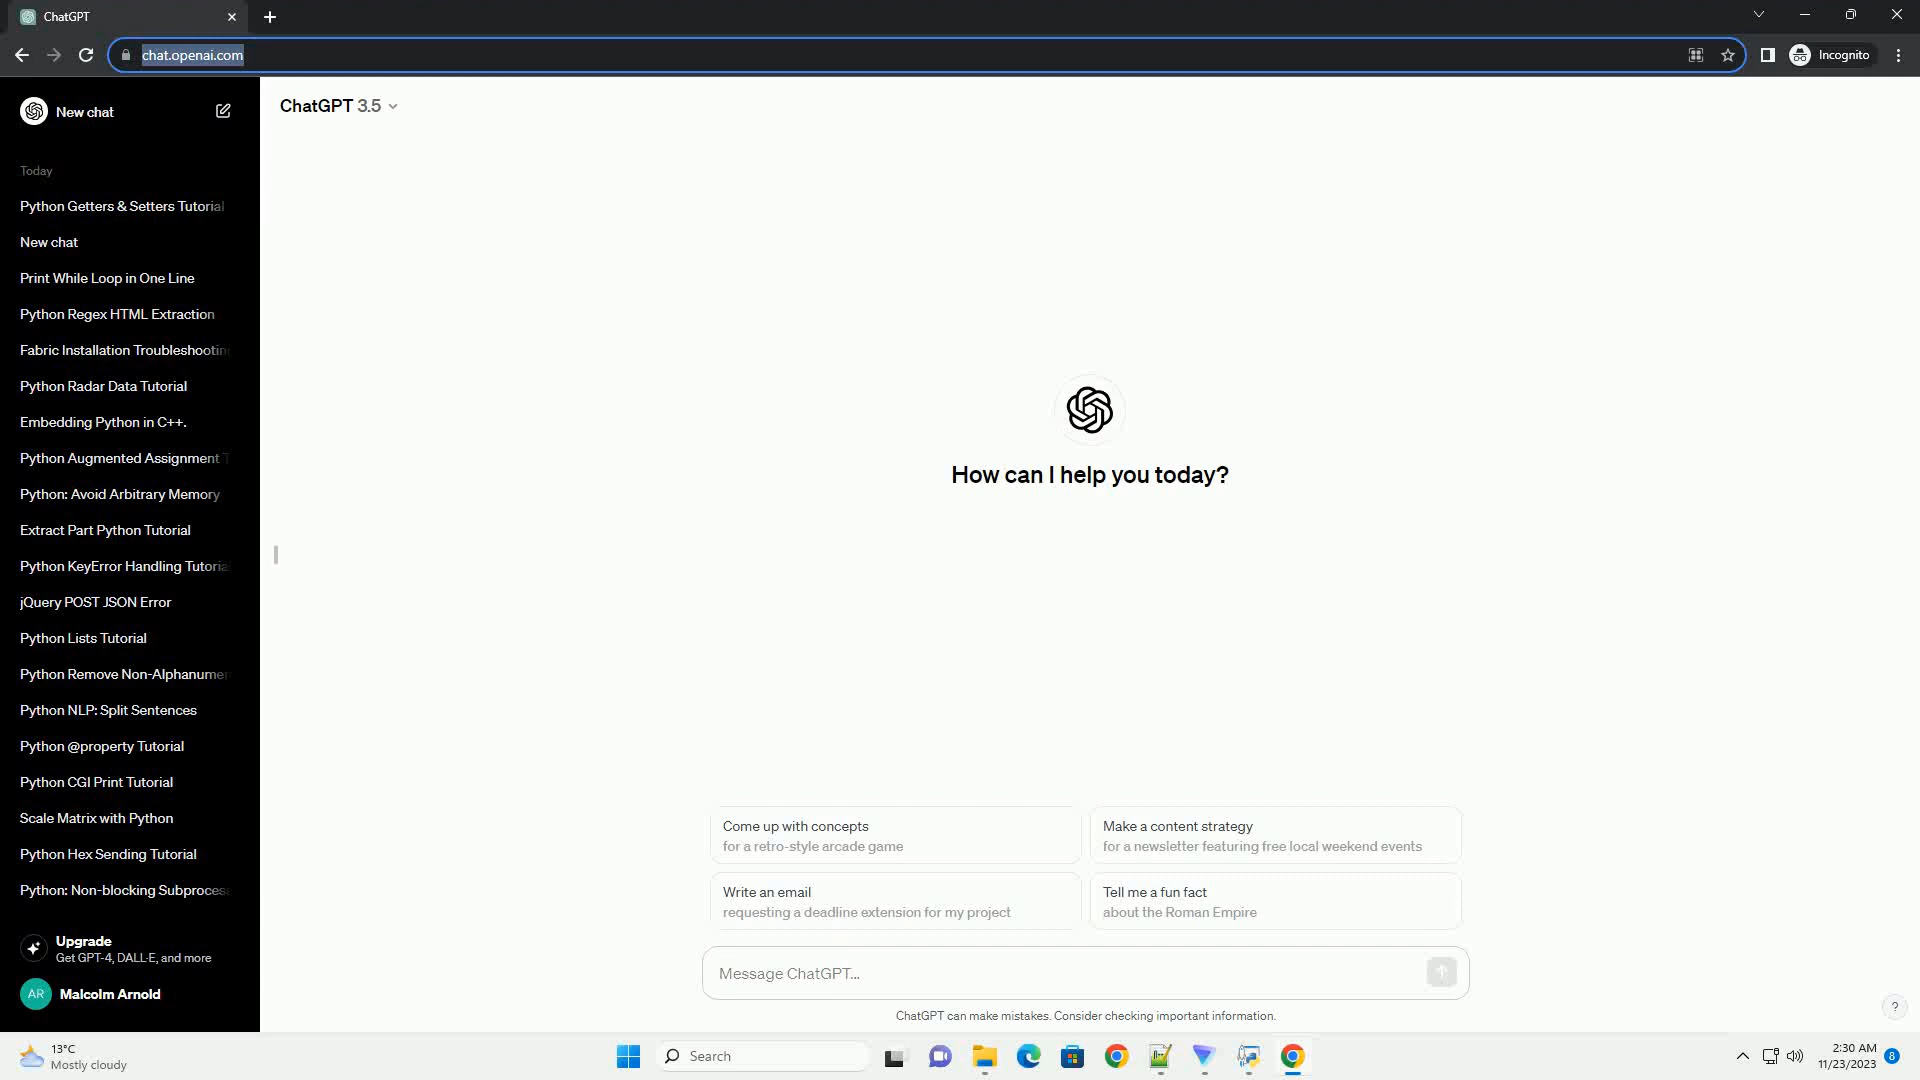 ChatGPT
chat.openai.com
Incognito
New chat
ChatGPT 3.5
Today
Python Getters & Setters Tutorial
New chat
Print While Loop in One Line
Python Regex HTML Extraction
Fabric Installation Troubleshooting
Python Radar Data Tutorial
Embedding Python in C++.
Python Augmented Assignment T
Python: Avoid Arbitrary Memory
Extract Part Python Tutorial
Python KeyError Handling Tutoria
jQuery POST JSON Error
Python Lists Tutorial
Python Remove Non-Alphanumer
Python NLP: Split Sentences
Python @property Tutorial
Python CGI Print Tutorial
Scale Matrix with Python
Python Hex Sending Tutorial
Python: Non-blocking Subprocess
Upgrade
Get GPT-4, DALL·E, and more
AR Malcolm Arnold
How can I help you today?
Come up with concepts
for a retro-style arcade game
Make a content strategy
for a newsletter featuring free local weekend events
Write an email
requesting a deadline extension for my project
Tell me a fun fact
about the Roman Empire
Message ChatGPT...
ChatGPT can make mistakes. Consider checking important information.
?
13°C
Mostly cloudy
Search
2:30 AM
11/23/2023
8